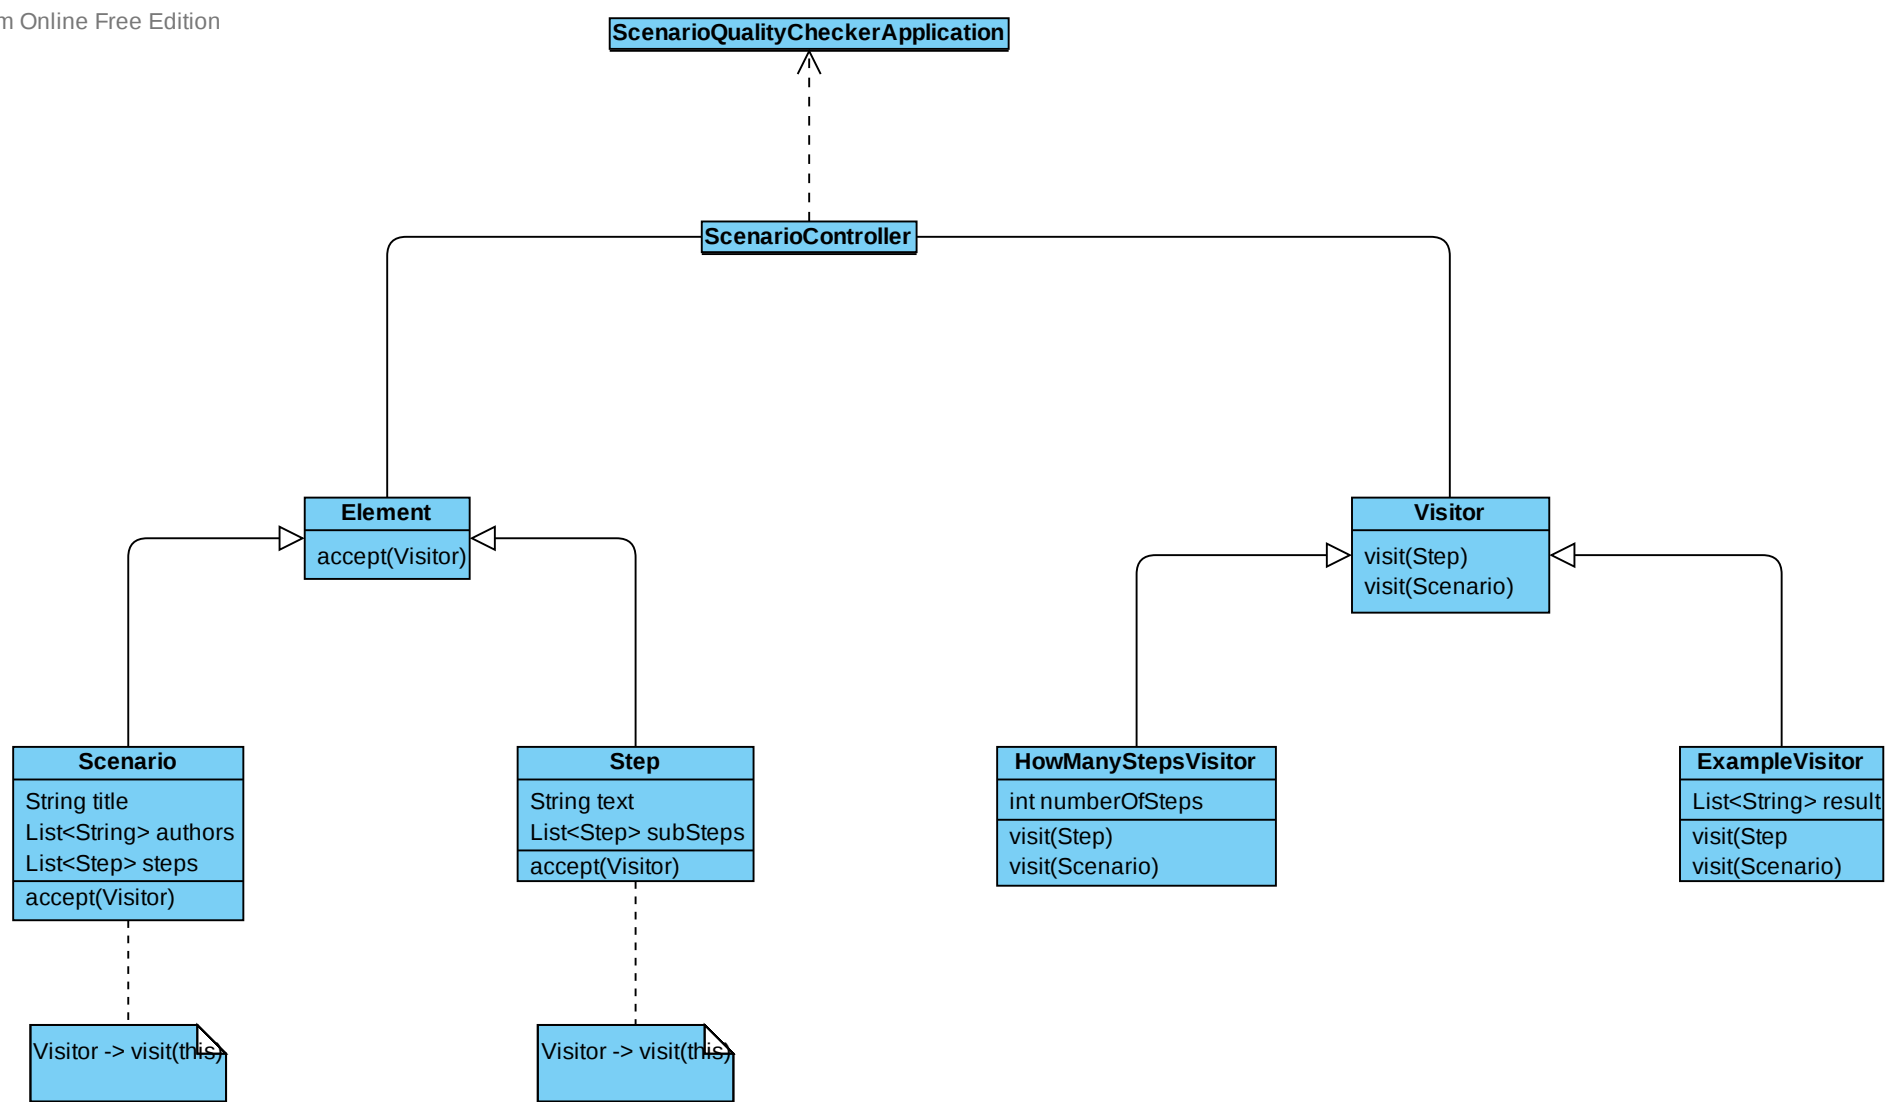 m Online Free Edition
ScenarioQualityCheckerApplication
ScenarioController
Element
accept(Visitor)
Visitor
visit(Step)
visit(Scenario)
Scenario
String title
List<String> authors
List<Step> steps
accept(Visitor)
Step
String text
List<Step> subSteps
accept(Visitor)
HowManyStepsVisitor
int numberOfSteps
visit(Step)
visit(Scenario)
ExampleVisitor
List<String> result
visit(Step
visit(Scenario)
Visitor -> visit(this)
Visitor -> visit(this)